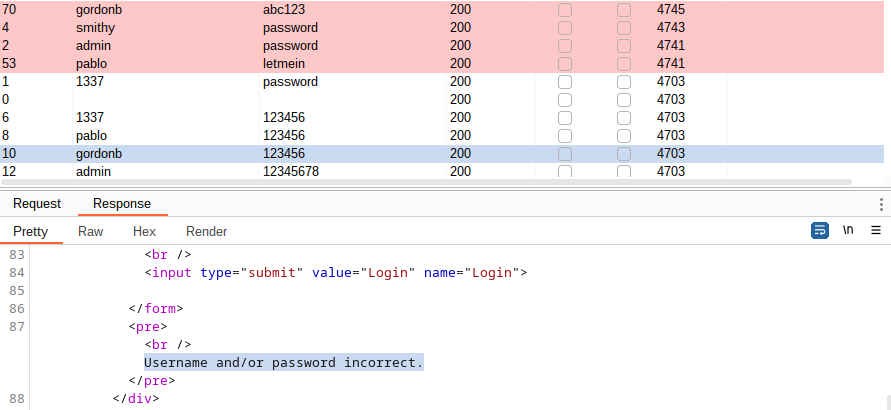 70 gordonb abc123 200 4745
4 smithy password 200 4743
2 admin password 200 4741
53 pablo letmein 200 4741
1 1337 password 200 4703
0 200 4703
6 1337 123456 200 4703
8 pablo 123456 200 4703
10 gordonb 123456 200 4703
12 admin 12345678 200 4703
Request Response
Pretty Raw Hex Render \n
83 <br />
84 <input type="submit" value="Login" name="Login">
85
86 </form>
87 <pre>
<br />
Username and/or password incorrect.
</pre>
88 </div>